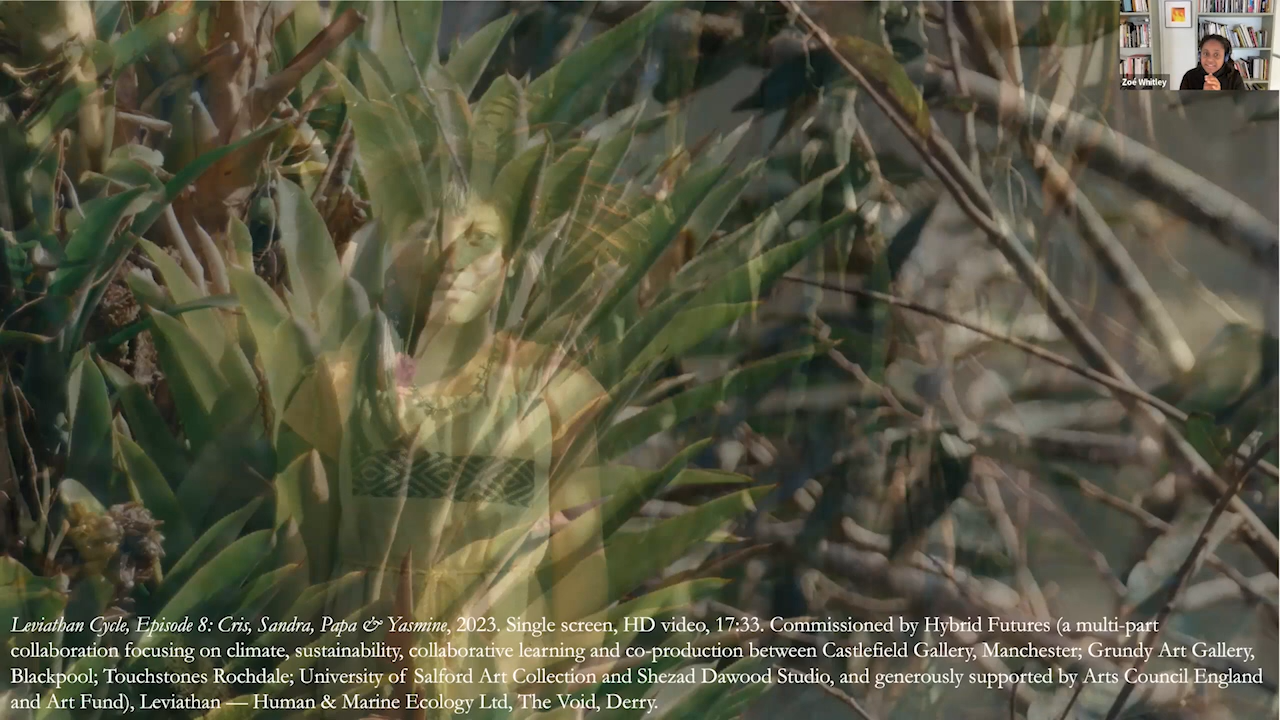 Zoé Whitley
Leviathan Cycle, Episode 8: Cris, Sandra, Papa & Yasmine, 2023. Single screen, HD video, 17:33. Commissioned by Hybrid Futures (a multi-part
collaboration focusing on climate, sustainability, collaborative learning and co-production between Castlefield Gallery, Manchester; Grundy Art Gallery,
Blackpool; Touchstones Rochdale; University of Salford Art Collection and Shezad Dawood Studio, and generously supported by Arts Council England
and Art Fund), Leviathan — Human & Marine Ecology Ltd, The Void, Derry.